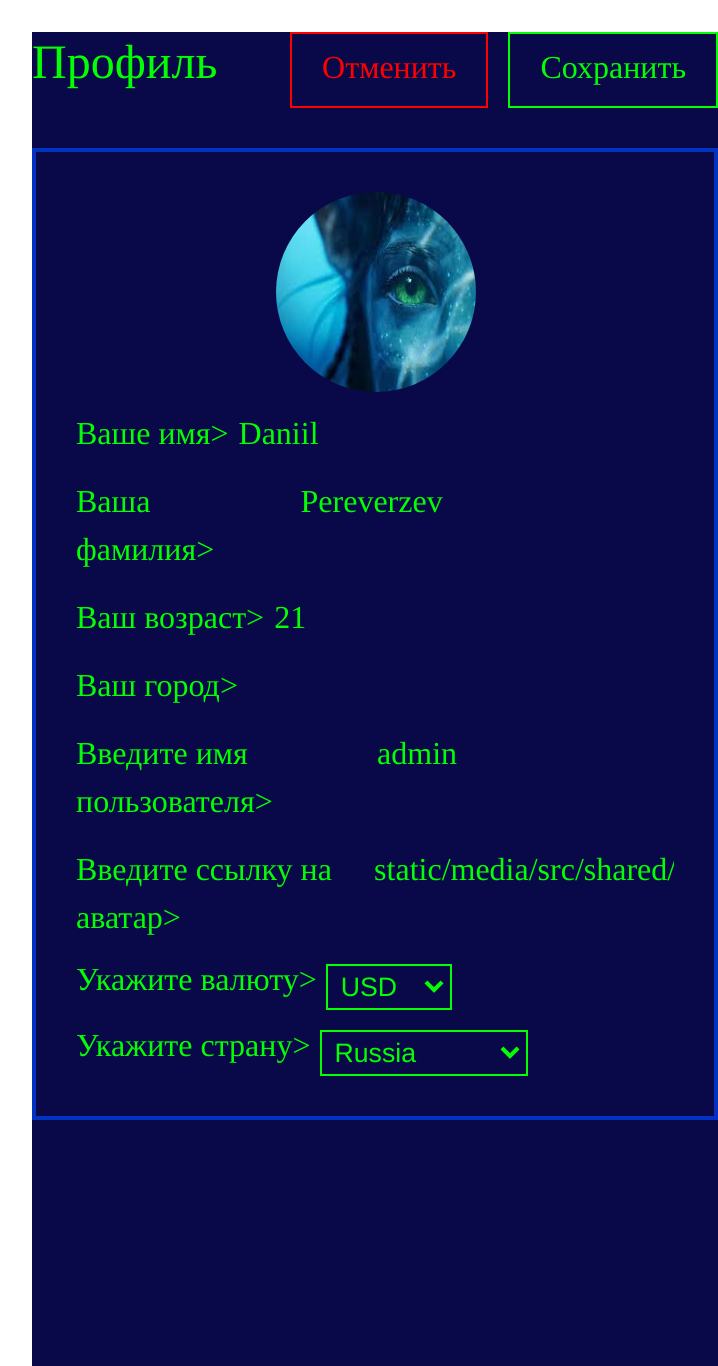 Профиль Отменить Сохранить
Ваше имя> Daniil
Ваша Pereverzev
фамилия>
Ваш возраст> 21
Ваш город>
Введите имя admin
пользователя>
Введите ссылку на static/media/src/shared/
аватар>
Укажите валюту> USD
Укажите страну> Russia